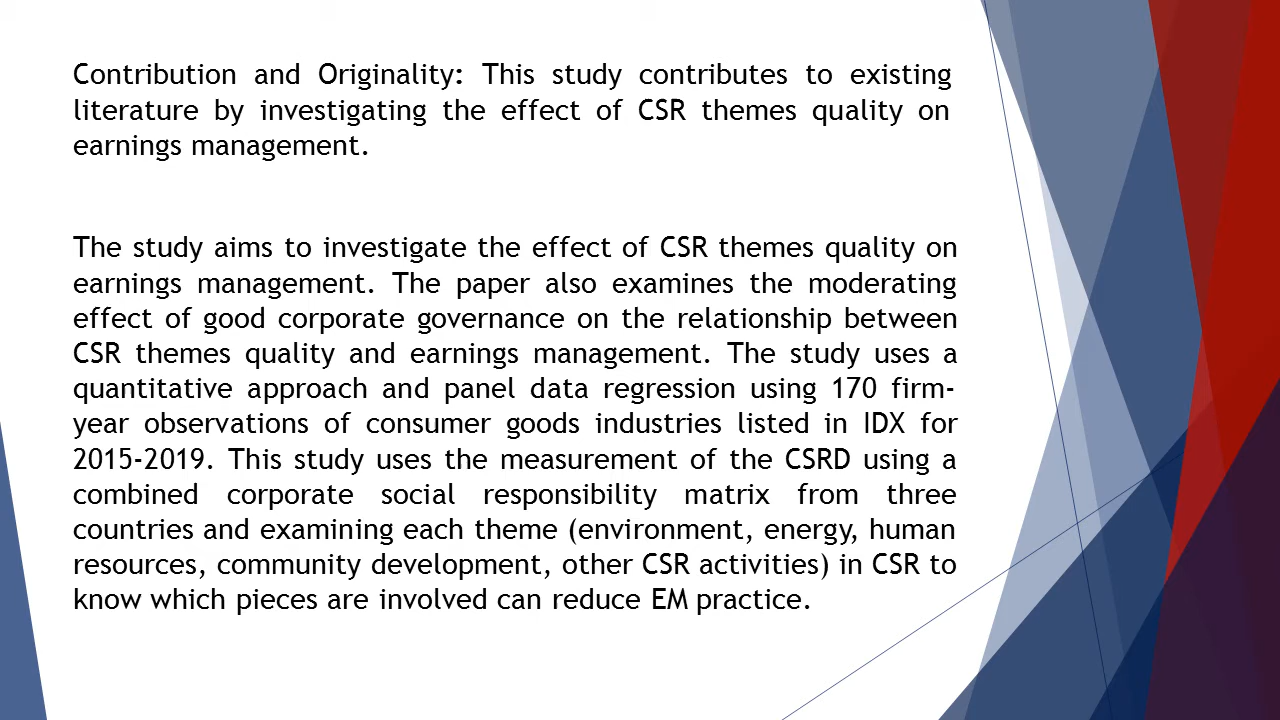 Contribution and Originality: This study contributes to existing
literature by investigating the effect of CSR themes quality on
earnings management.
The study aims to investigate the effect of CSR themes quality on
earnings management. The paper also examines the moderating
effect of good corporate governance on the relationship between
CSR themes quality and earnings management. The study uses a
quantitative approach and panel data regression using 170 firm-
year observations of consumer goods industries listed in IDX for
2015-2019. This study uses the measurement of the CSRD using a
combined corporate social responsibility matrix from three
countries and examining each theme (environment, energy, human
resources, community development, other CSR activities) in CSR to
know which pieces are involved can reduce EM practice.